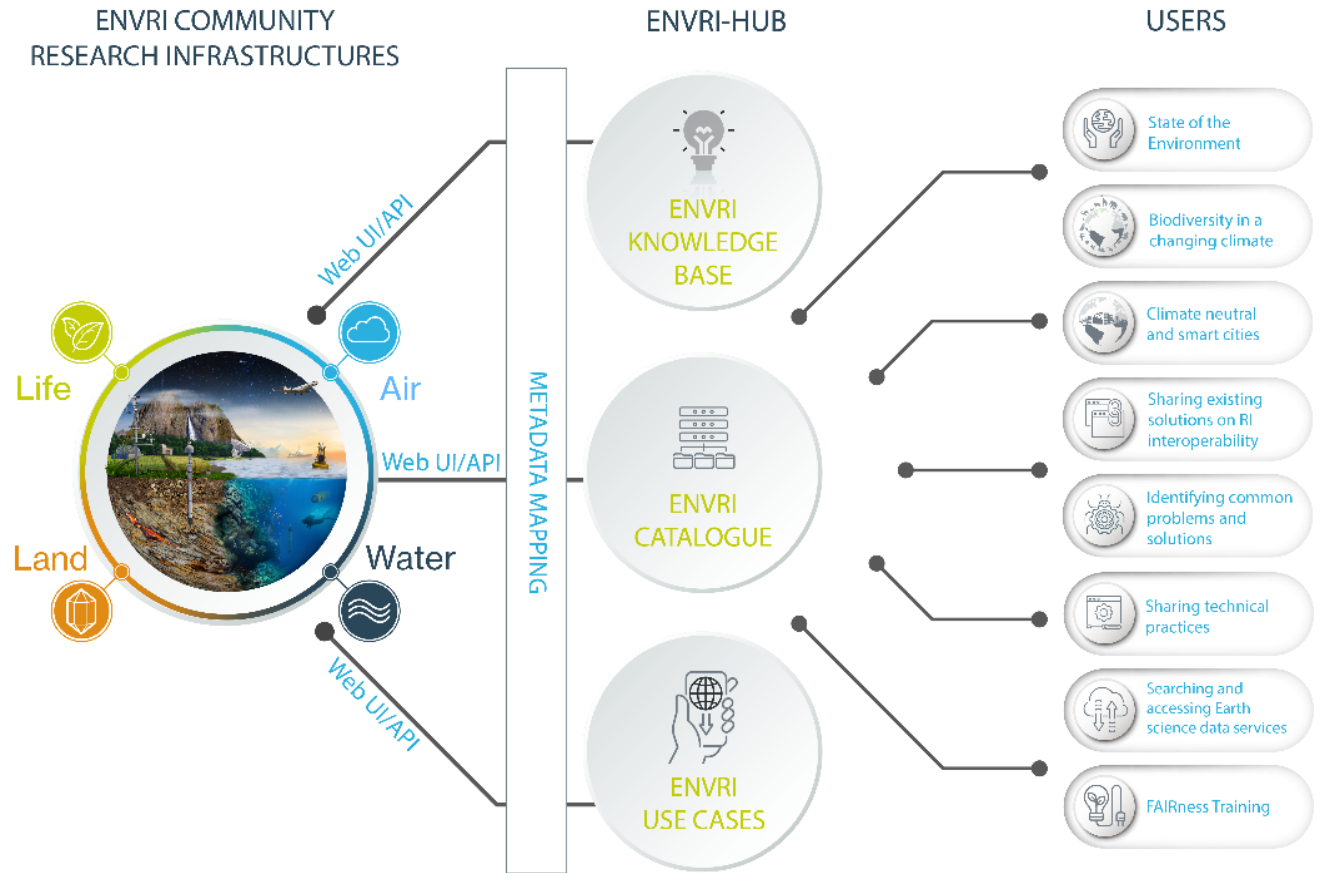 ENVRI COMMUNITY
RESEARCH INFRASTRUCTURES
ENVRI-HUB
USERS
Life
Air
Land
Water
Web UI/API
Web UI/API
Web UI/API
METADATA MAPPING
ENVRI
KNOWLEDGE
BASE
ENVRI
CATALOGUE
ENVRI
USE CASES
State of the
Environment
Biodiversity in a
changing climate
Climate neutral
and smart cities
Sharing existing
solutions on RI
interoperability
Identifying common
problems and
solutions
Sharing technical
practices
Searching and
accessing Earth
science data services
FAIRness Training